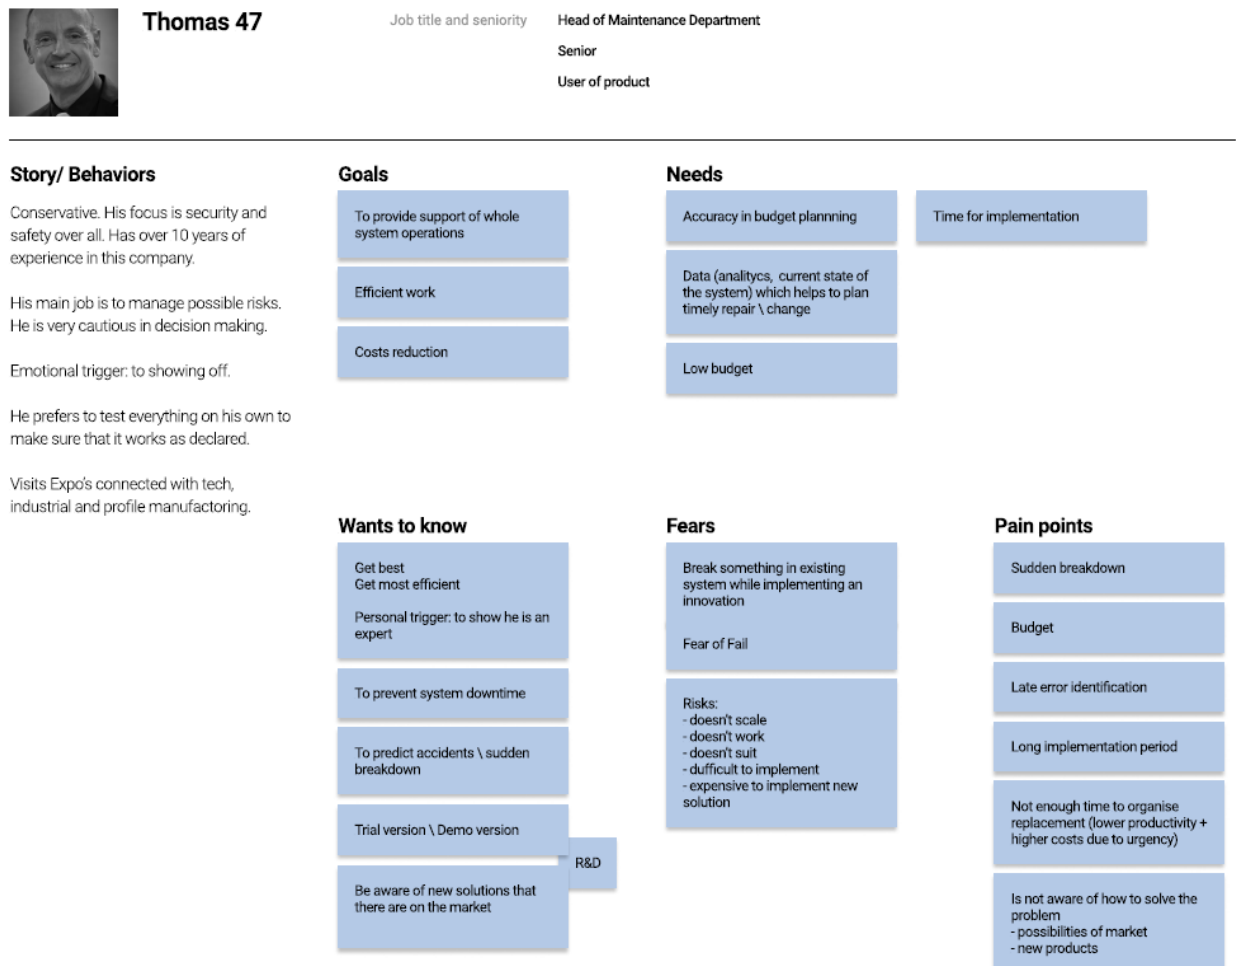 Thomas 47
Job title and seniority
Head of Maintenance Department
Senior
User of product
Story/ Behaviors
Conservative. His focus is security and
safety over all. Has over 10 years of
experience in this company.
His main job is to manage possible risks.
He is very cautious in decision making.
Emotional trigger: to showing off.
He prefers to test everything on his own to
make sure that it works as declared.
Visits Expo's connected with tech,
industrial and profile manufactoring.
Goals
To provide support of whole
system operations
Efficient work
Costs reduction
Needs
Accuracy in budget plannning
Data (analitycs, current state of
the system) which helps to plan
timely repair \ change
Low budget
Time for implementation
Wants to know
Get best
Get most efficient
Personal trigger: to show he is an
expert
To prevent system downtime
To predict accidents \ sudden
breakdown
Trial version \ Demo version
R&D
Be aware of new solutions that
there are on the market
Fears
Break something in existing
system while implementing an
innovation
Fear of Fail
Risks:
- doesn't scale
- doesn't work
- doesn't suit
- dufficult to implement
- expensive to implement new
solution
Pain points
Sudden breakdown
Budget
Late error identification
Long implementation period
Not enough time to organise
replacement (lower productivity +
higher costs due to urgency)
Is not aware of how to solve the
problem
- possibilities of market
- new products